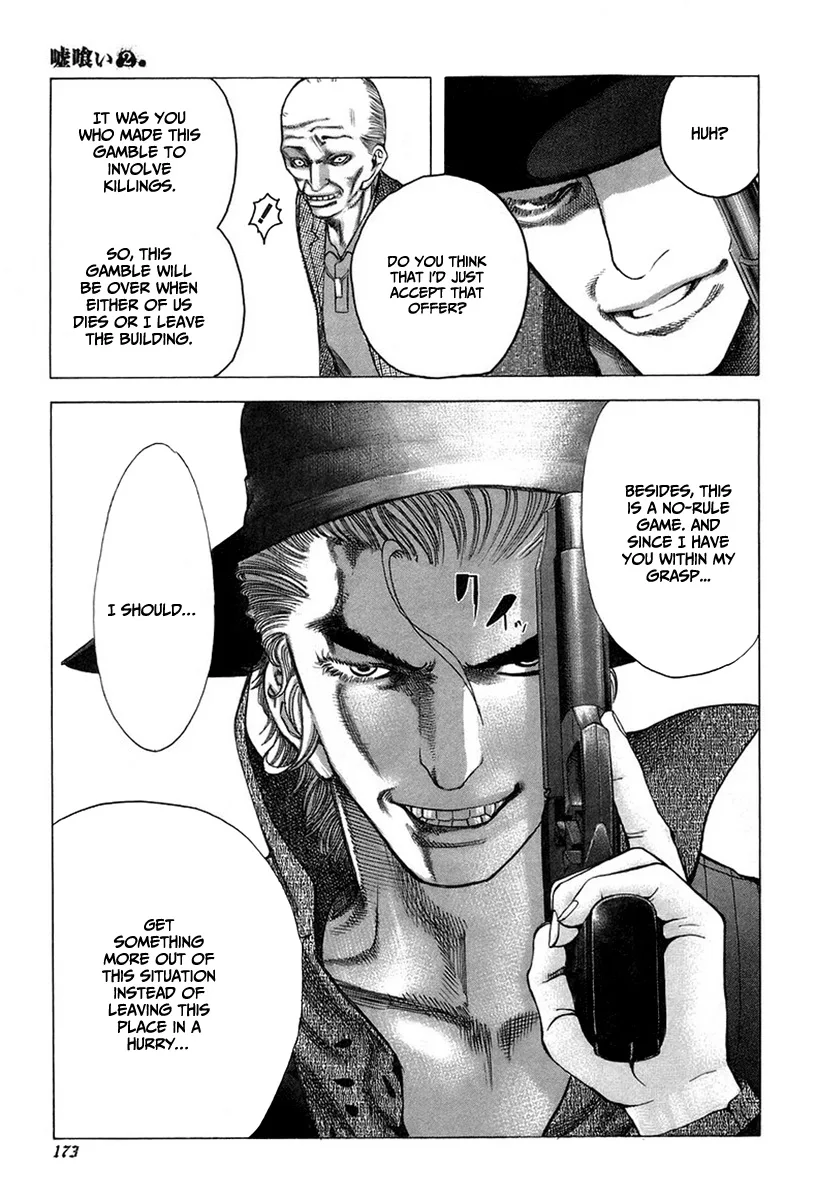 嘘喰い2.
HUH?
DO YOU THINK
THAT I'D JUST
ACCEPT THAT
OFFER?
!
IT WAS YOU
WHO MADE THIS
GAMBLE TO
INVOLVE
KILLINGS.
SO, THIS
GAMBLE WILL
BE OVER WHEN
EITHER OF US
DIES OR I LEAVE
THE BUILDING.
BESIDES, THIS
IS A NO-RULE
GAME. AND
SINCE I HAVE
YOU WITHIN MY
GRASP...
クイッ
I SHOULD...
GET
SOMETHING
MORE OUT OF
THIS SITUATION
INSTEAD OF
LEAVING THIS
PLACE IN A
HURRY...
173